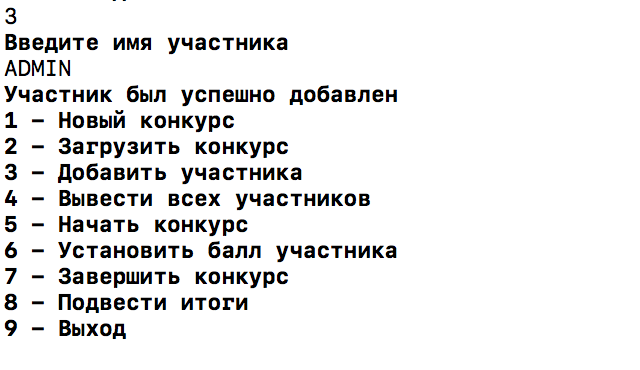 3
Введите имя участника
ADMIN
Участник был успешно добавлен
1 – Новый конкурс
2 – Загрузить конкурс
3 – Добавить участника
4 – Вывести всех участников
5 – Начать конкурс
6 – Установить балл участника
7 – Завершить конкурс
8 – Подвести итоги
9 – Выход